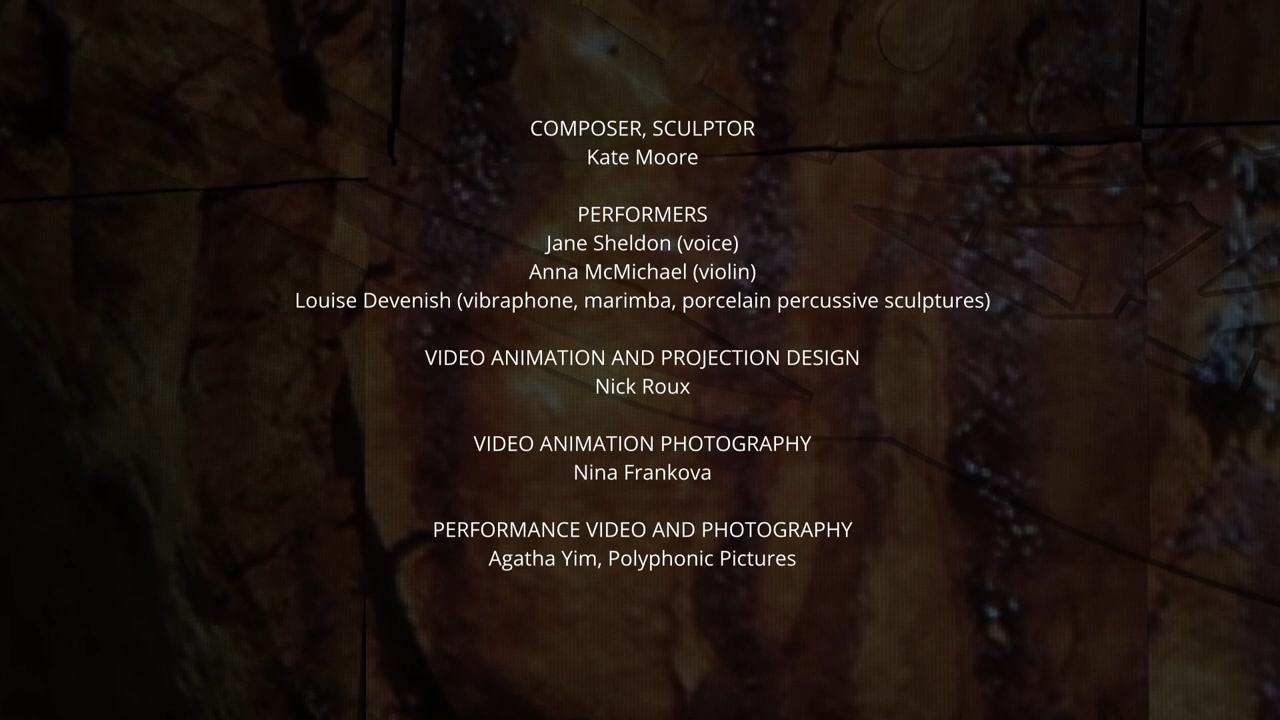 COMPOSER, SCULPTOR
Kate Moore
PERFORMERS
Jane Sheldon (voice)
Anna McMichael (violin)
Louise Devenish (vibraphone, marimba, porcelain percussive sculptures)
VIDEO ANIMATION AND PROJECTION DESIGN
Nick Roux
VIDEO ANIMATION PHOTOGRAPHY
Nina Frankova
PERFORMANCE VIDEO AND PHOTOGRAPHY
Agatha Yim, Polyphonic Pictures